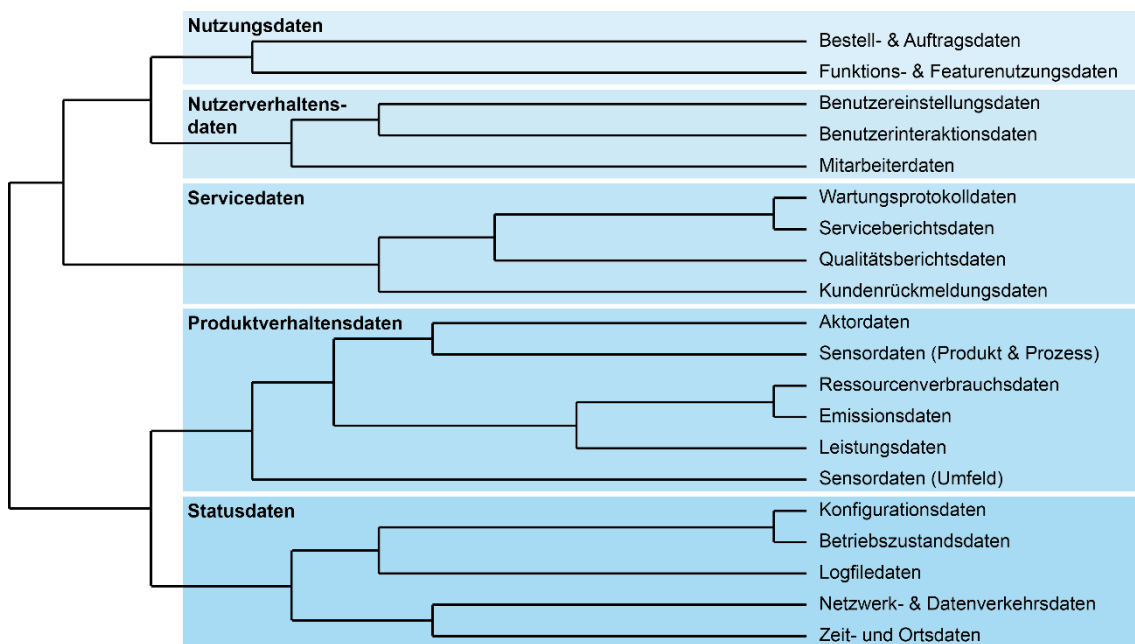 Nutzungsdaten
Bestell- & Auftragsdaten
Funktions- & Featurenutzungsdaten
Nutzerverhaltens-
daten
Benutzereinstellungsdaten
Benutzerinteraktionsdaten
Mitarbeiterdaten
Servicedaten
Wartungsprotokolldaten
Serviceberichtsdaten
Qualitätsberichtsdaten
Kundenrückmeldungsdaten
Produktverhaltensdaten
Aktordaten
Sensordaten (Produkt & Prozess)
Ressourcenverbrauchsdaten
Emissionsdaten
Leistungsdaten
Sensordaten (Umfeld)
Statusdaten
Konfigurationsdaten
Betriebszustandsdaten
Logfiledaten
Netzwerk- & Datenverkehrsdaten
Zeit- und Ortsdaten